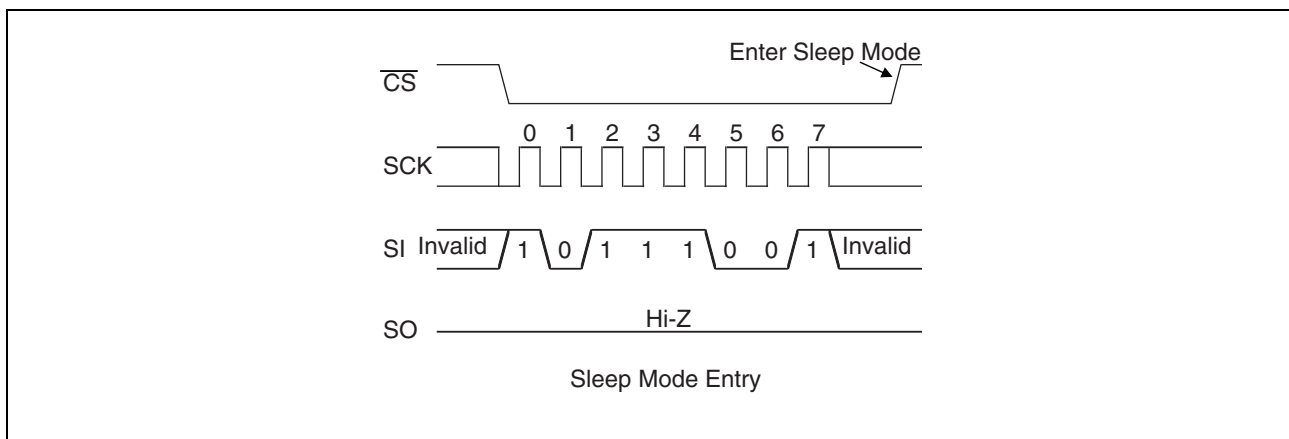 Enter Sleep Mode
CS
0 1 2 3 4 5 6 7
SCK
SI Invalid 1 0 1 1 1 0 0 1 Invalid
Hi-Z
SO
Sleep Mode Entry